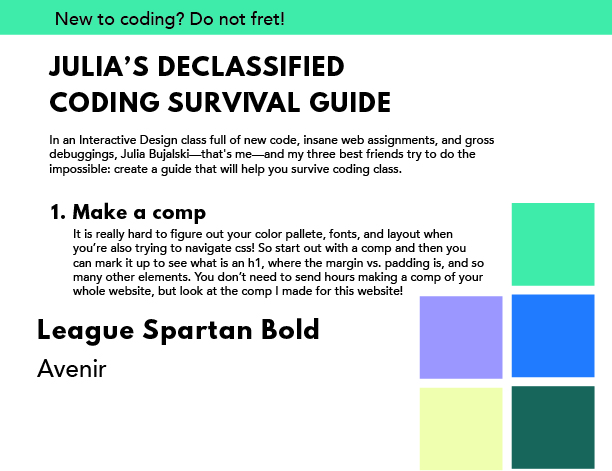 New to coding? Do not fret!
JULIA'S DECLASSIFIED
CODING SURVIVAL GUIDE
In an Interactive Design class full of new code, insane web assignments, and gross
debuggings, Julia Bujalski—that's me—and my three best friends try to do the
impossible: create a guide that will help you survive coding class.
1. Make a comp
It is really hard to figure out your color pallete, fonts, and layout when
you're also trying to navigate css! So start out with a comp and then you
can mark it up to see what is an h1, where the margin vs. padding is, and so
many other elements. You don't need to send hours making a comp of your
whole website, but look at the comp I made for this website!
League Spartan Bold
Avenir